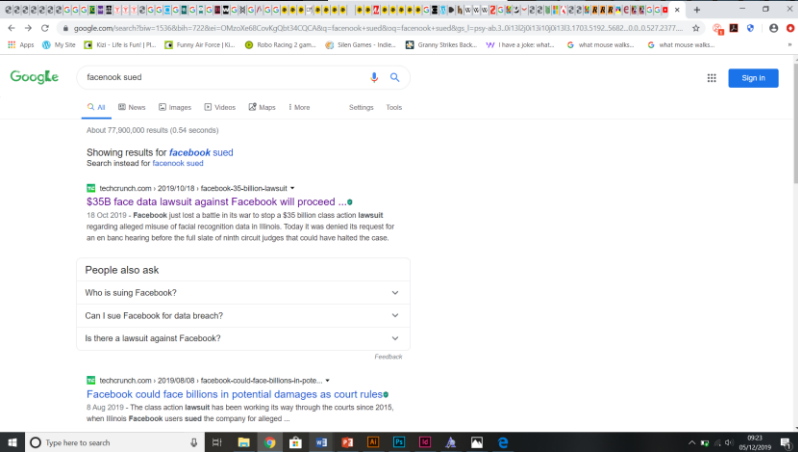 google.com/search?biw=1536&bih=722&ei=OMzoXe68CovKgQbt34CQCA&q=facenook+sued&oq=facenook+sued&gs_l=psy-ab.3..0i13l2j0i13i10j0i13l3.1703.5192..5682...0.0..0.527.2377....
Apps My Site Kizi - Life is Fun! | Pl... Funny Air Force | Ki... Robo Racing 2 gam... Silen Games - Indie... Granny Strikes Back... I have a joke: what... what mouse walks... what mouse walks...
Google
facenook sued
Sign in
All News Images Videos Maps More Settings Tools
About 77,900,000 results (0.54 seconds)
Showing results for facebook sued
Search instead for facenook sued
techcrunch.com › 2019/10/18 › facebook-35-billion-lawsuit
$35B face data lawsuit against Facebook will proceed ...
18 Oct 2019 - Facebook just lost a battle in its war to stop a $35 billion class action lawsuit
regarding alleged misuse of facial recognition data in Illinois. Today it was denied its request for
an en banc hearing before the full slate of ninth circuit judges that could have halted the case.
People also ask
Who is suing Facebook?
Can I sue Facebook for data breach?
Is there a lawsuit against Facebook?
Feedback
techcrunch.com › 2019/08/08 › facebook-could-face-billions-in-pote...
Facebook could face billions in potential damages as court rules
8 Aug 2019 - The class action lawsuit has been working its way through the courts since 2015,
when Illinois Facebook users sued the company for alleged ...
Type here to search
09:23
05/12/2019